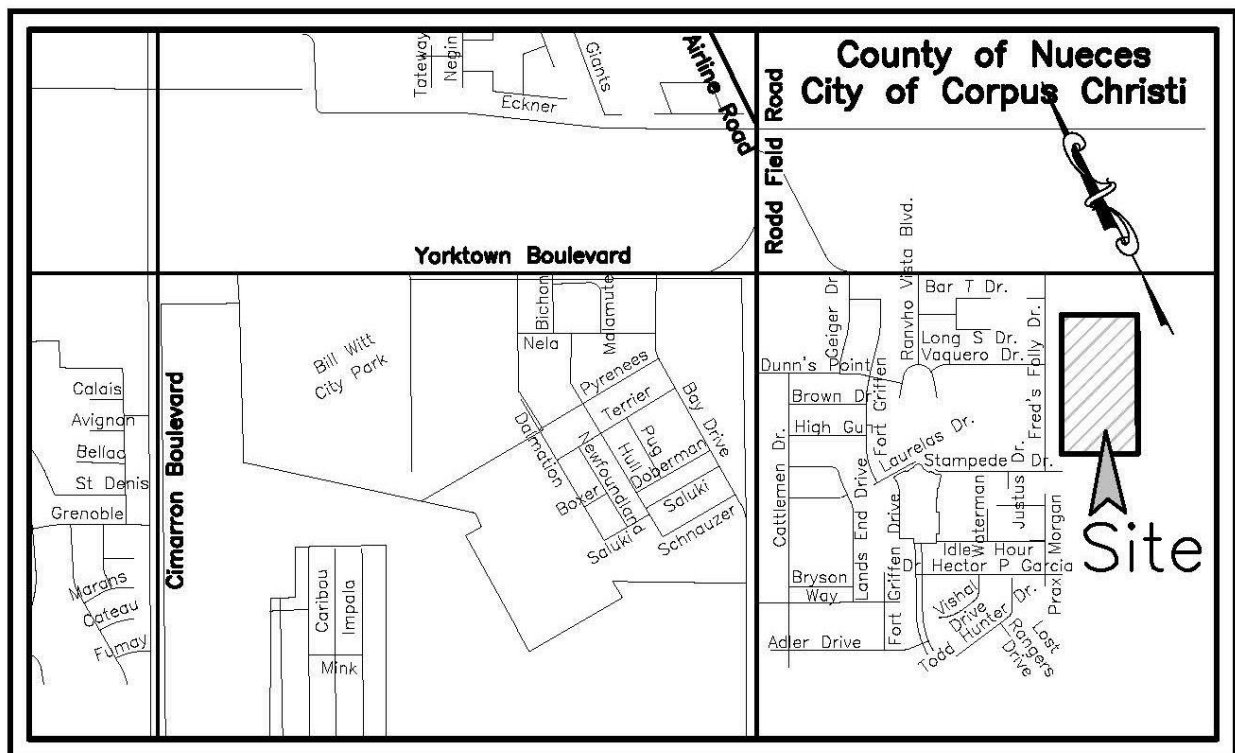 County of Nueces
City of Corpus Christi
Tateway
Negin
Giants
Eckner
Airline Road
Rodd Field Road
Yorktown Boulevard
Ranvho Vista Blvd.
Geiger Dr
Bar T Dr.
Long S Dr.
Vaquero Dr.
Fred's Folly Dr.
Dunn's Point
Brown Dr.
High Gun
Fort Griffen
Laurelas Dr.
Stampede Dr.
Cattlemen Dr.
Lands End Drive
Fort Griffen Drive
Waterman
Justus Dr.
Idle Hour
Dr Hector P Garcia
Prax Morgan
Bryson
Way
Adler Drive
Vishal
Drive
Todd Hunter Dr.
Lost
Rangers
Drive
Site
Bichan
Malamute
Nela
Pyrenees
Terrier
Bay Drive
Dalmation
Newfoundland
Hull
Pug
Doberman
Boxer
Saluki
Saluki
Schnauzer
Bill Witt
City Park
Cimarron Boulevard
Calais
Avignon
Bellac
St Denis
Grenoble
Marans
Cateau
Fumay
Caribou
Impala
Mink